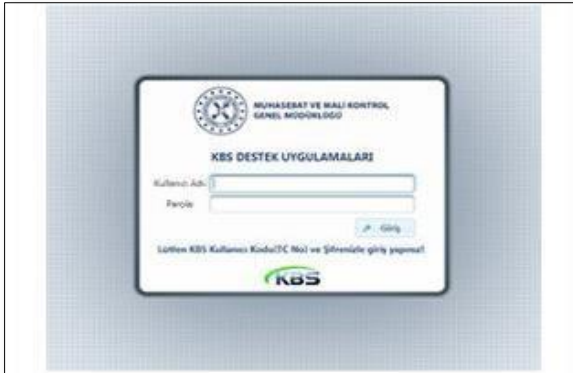 MUHASEBAT VE MALİ KONTROL
GENEL MÜDÜRLÜĞÜ
KBS DESTEK UYGULAMALARI
Kullanıcı Adı
Parola
Giriş
Lütfen KBS Kullanıcı Kodu(TC No) ve Şifrenizle giriş yapınız!
KBS